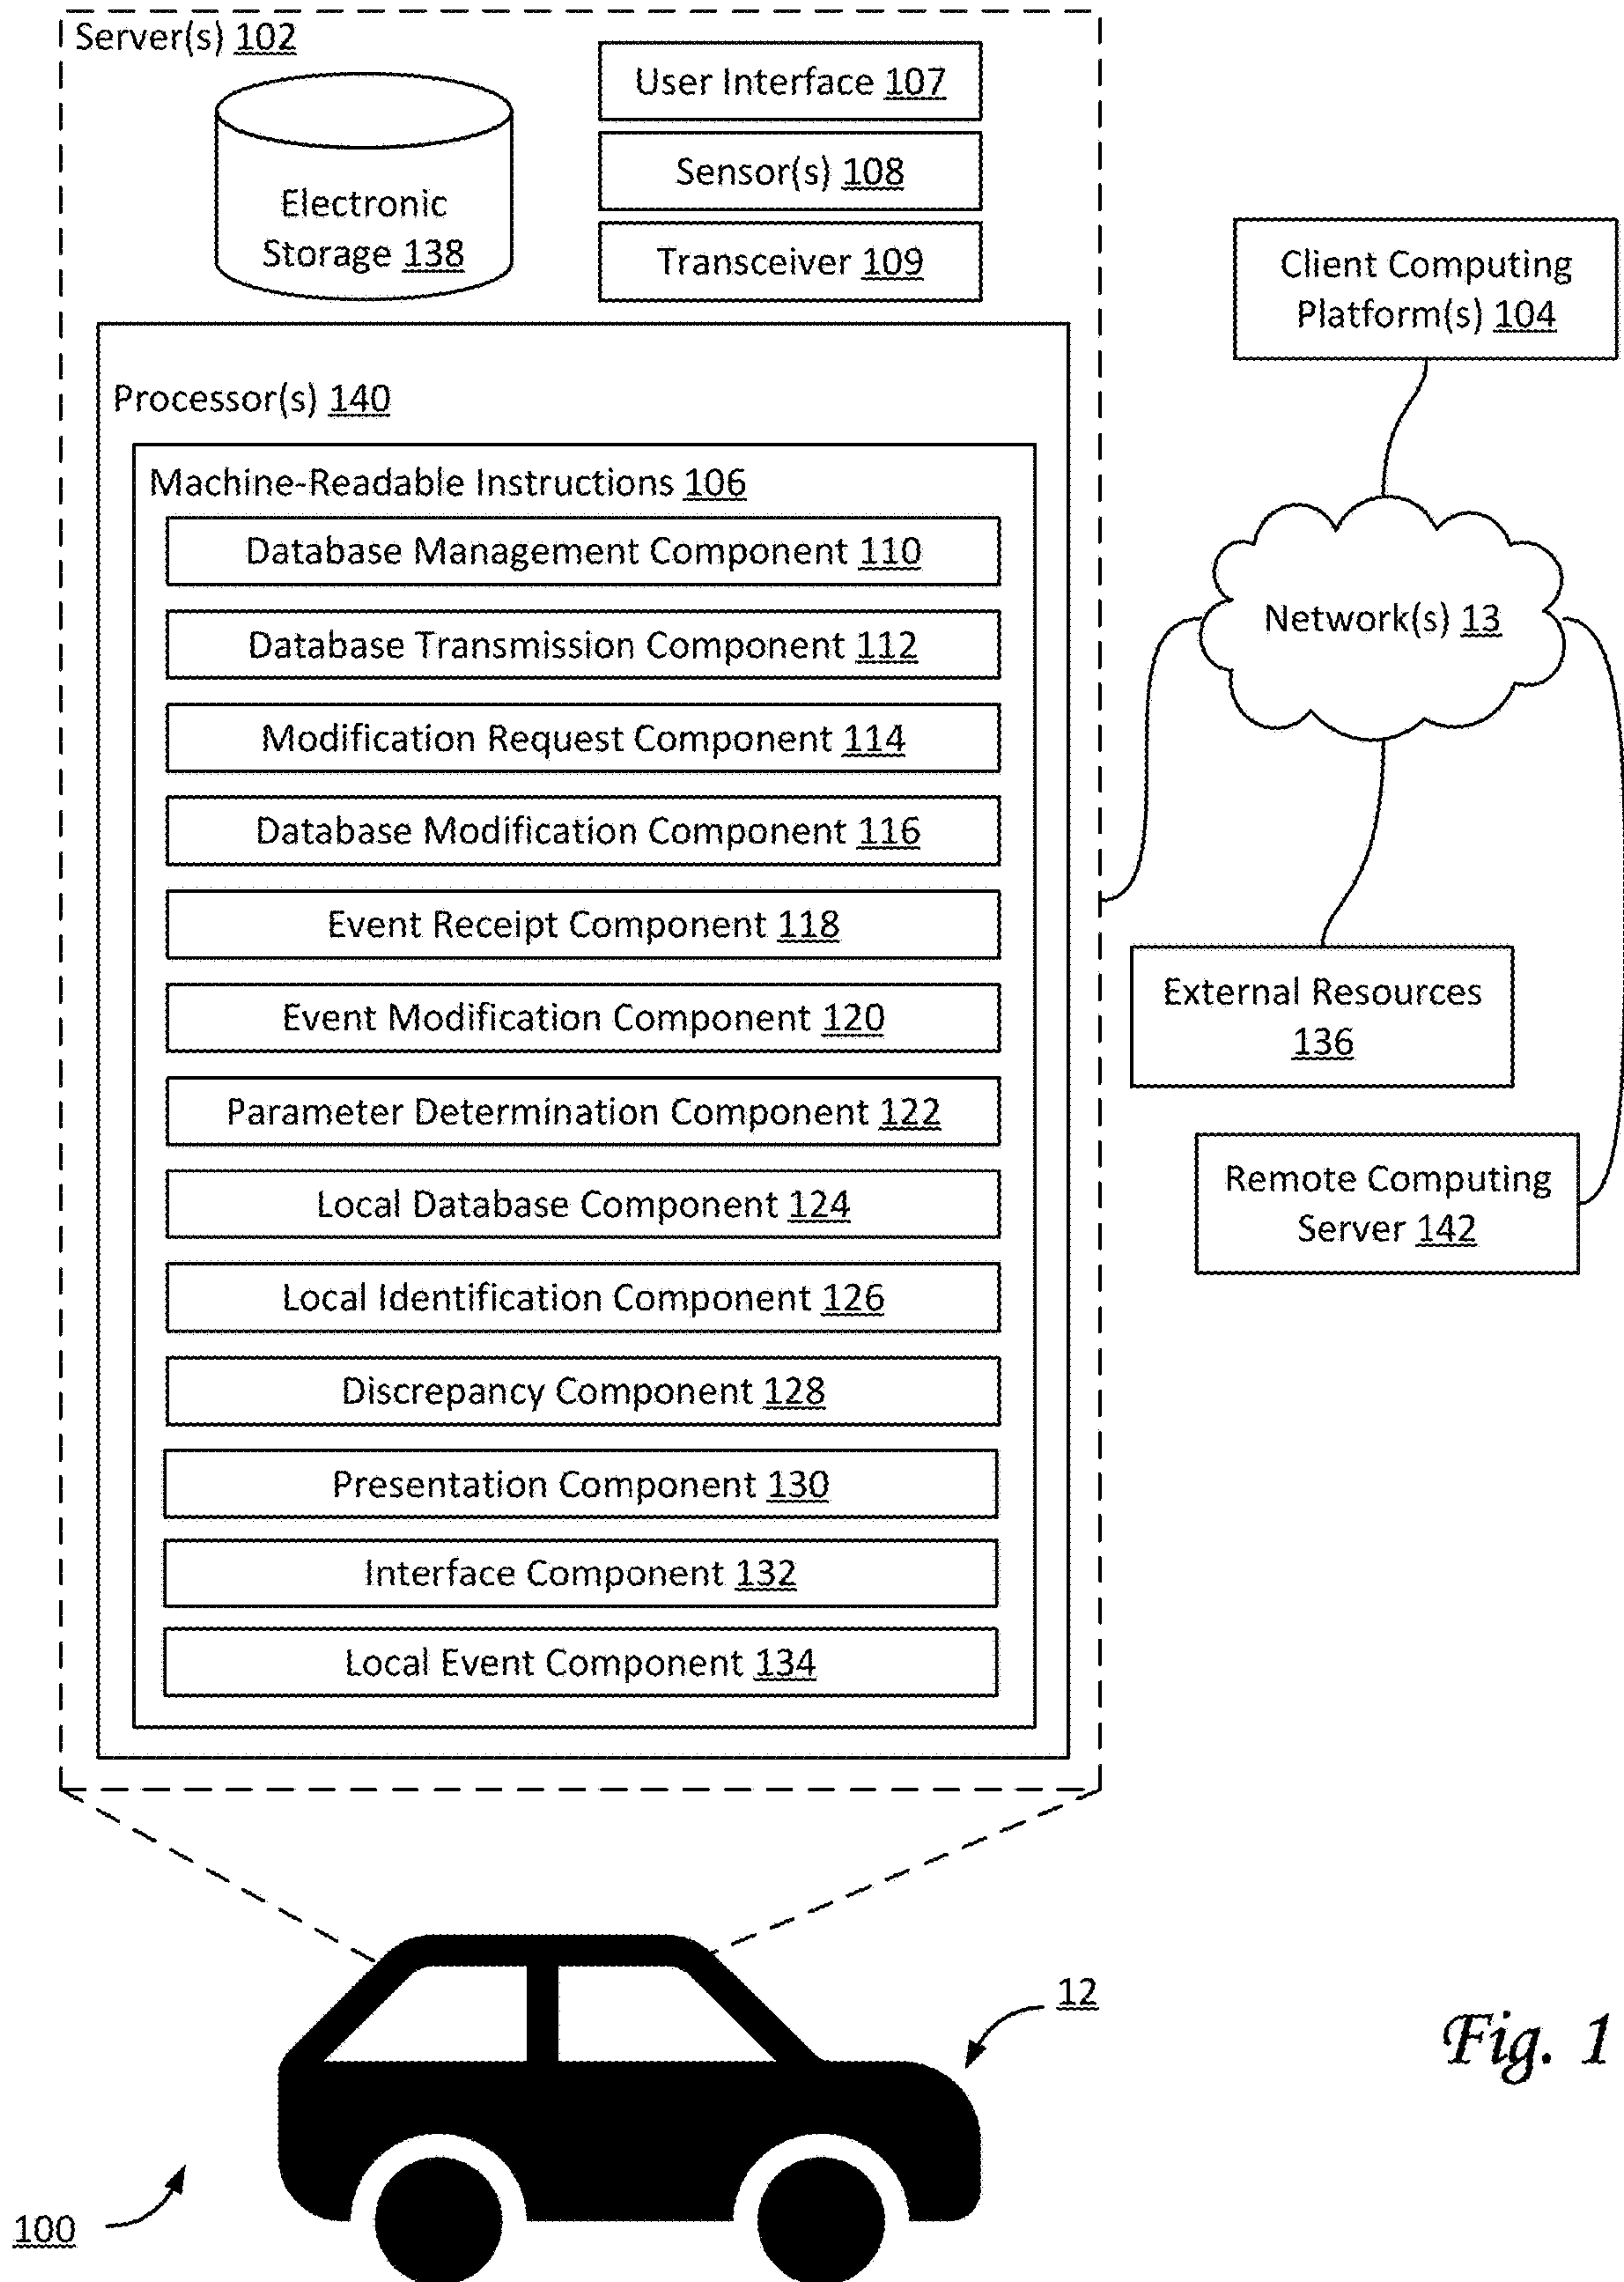 Server(s) 102
User Interface 107
Sensor(s) 108
Transceiver 109
Electronic
Storage 138
Processor(s) 140
Machine-Readable Instructions 106
Database Management Component 110
Database Transmission Component 112
Modification Request Component 114
Database Modification Component 116
Event Receipt Component 118
Event Modification Component 120
Parameter Determination Component 122
Local Database Component 124
Local Identification Component 126
Discrepancy Component 128
Presentation Component 130
Interface Component 132
Local Event Component 134
Client Computing
Platform(s) 104
Network(s) 13
External Resources
136
Remote Computing
Server 142
12
100
Fig. 1